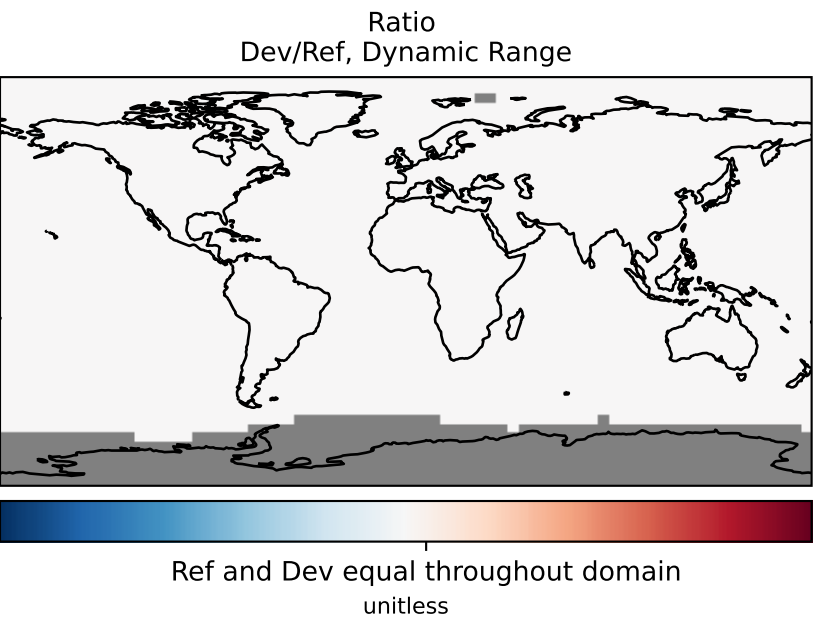 Ratio
Dev/Ref, Dynamic Range
Ref and Dev equal throughout domain
unitless